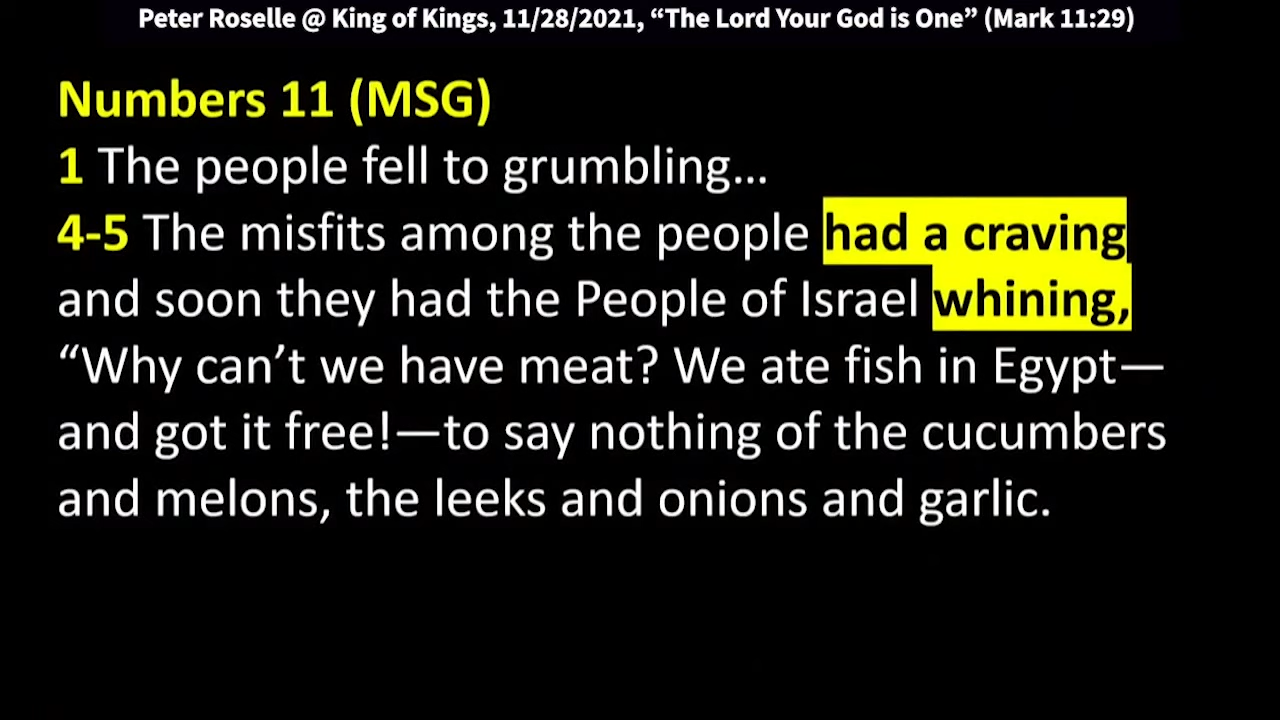 Peter Roselle @ King of Kings, 11/28/2021, “The Lord Your God is One” (Mark 11:29)
Numbers 11 (MSG)
1 The people fell to grumbling…
4-5 The misfits among the people had a craving
and soon they had the People of Israel whining,
“Why can’t we have meat? We ate fish in Egypt—
and got it free!—to say nothing of the cucumbers
and melons, the leeks and onions and garlic.